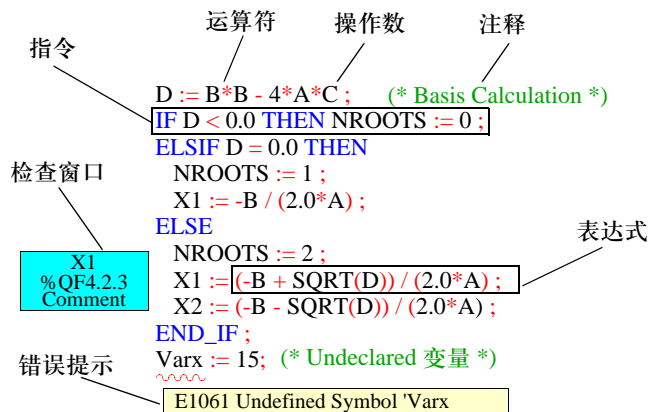 运算符 操作数 注释
指令
D := B*B - 4*A*C ; (* Basis Calculation *)
IF D < 0.0 THEN NROOTS := 0 ;
ELSIF D = 0.0 THEN
NROOTS := 1 ;
检查窗口
X1 := -B / (2.0*A) ;
ELSE
NROOTS := 2 ;
表达式
X1
%QF4.2.3
Comment
X1 := (-B + SQRT(D)) / (2.0*A) ;
X2 := (-B - SQRT(D)) / (2.0*A) ;
END_IF ;
错误提示
Varx := 15; (* Undeclared 变量 *)
E1061 Undefined Symbol 'Varx